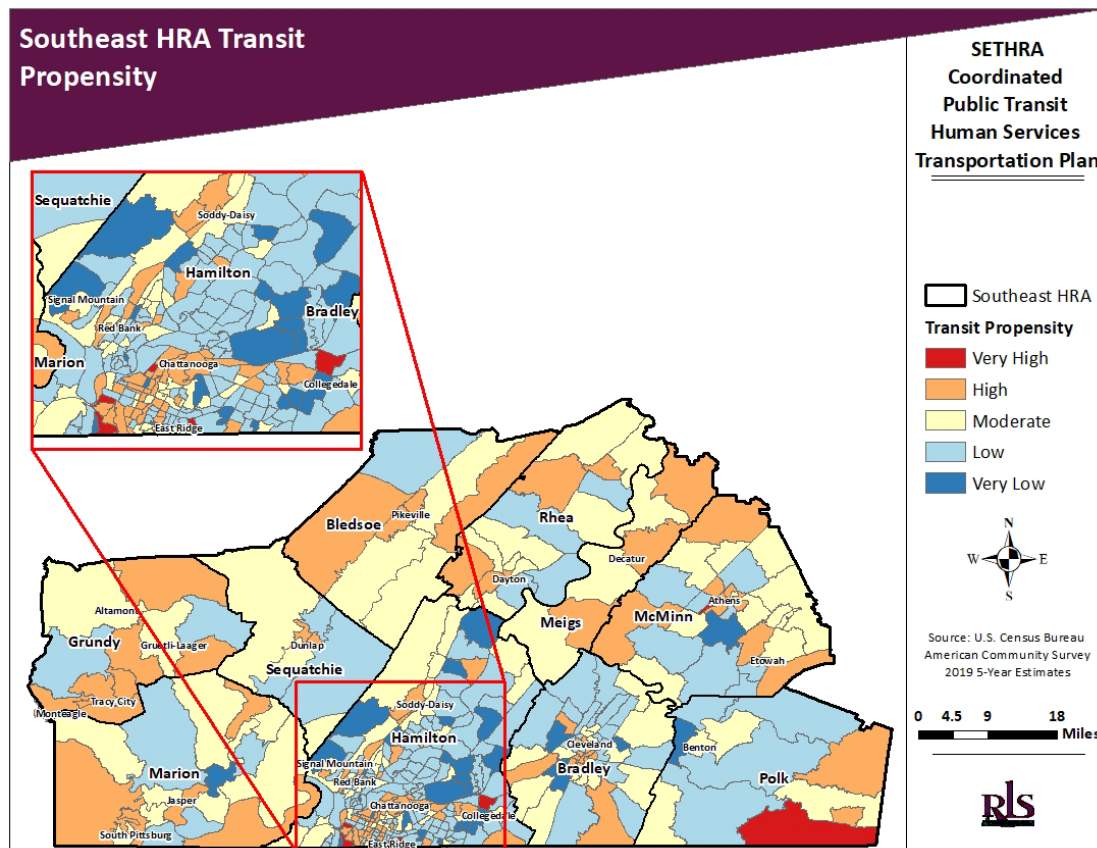 Southeast HRA Transit
Propensity
SETHRA
Coordinated
Public Transit
Human Services
Transportation Plan
Sequatchie
Soddy-Daisy
Hamilton
Signal Mountain
Bradley
Red Bank
Marion
Chattanooga
Collegedale
East Ridge
Southeast HRA
Transit Propensity
Very High
High
Moderate
Low
Very Low
N
W E
S
Source: U.S. Census Bureau
American Community Survey
2019 5-Year Estimates
0 4.5 9 18
Miles
RLS
Bledsoe
Pikeville
Rhea
Decatur
Dayton
Altamont
Athens
Meigs
McMinn
Grundy
Gruetli-Laager
Dunlap
Sequatchie
Etowah
Tracy City
Monteagle
Soddy-Daisy
Hamilton
Cleveland
Benton
Signal Mountain
Bradley
Marion
Red Bank
Polk
Jasper
Chattanooga
Collegedale
South Pittsburg
East Ridge